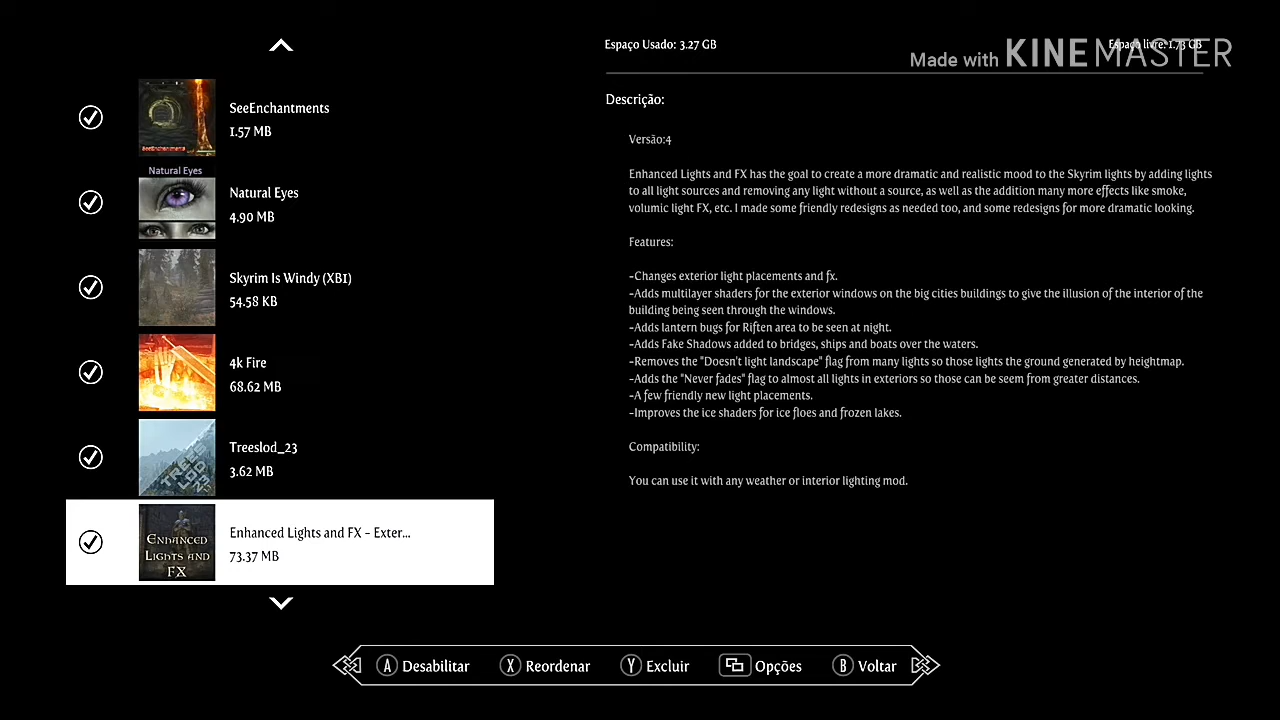 Espaço Usado: 3.27 GB
Espaço livre: 1.73 GB
Made with KINEMASTER
SeeEnchantments
1.57 MB
SeeEnchantments
Natural Eyes
Natural Eyes
4.90 MB
Skyrim Is Windy (XB1)
54.58 KB
4k Fire
68.62 MB
Treeslod_23
3.62 MB
TREES
LOD
23
Enhanced Lights and FX - Exter...
73.37 MB
Enhanced
Lights and
FX
Descrição:
Versão:4
Enhanced Lights and FX has the goal to create a more dramatic and realistic mood to the Skyrim lights by adding lights
to all light sources and removing any light without a source, as well as the addition many more effects like smoke,
volumic light FX, etc. I made some friendly redesigns as needed too, and some redesigns for more dramatic looking.
Features:
-Changes exterior light placements and fx.
-Adds multilayer shaders for the exterior windows on the big cities buildings to give the illusion of the interior of the
building being seen through the windows.
-Adds lantern bugs for Riften area to be seen at night.
-Adds Fake Shadows added to bridges, ships and boats over the waters.
-Removes the "Doesn't light landscape" flag from many lights so those lights the ground generated by heightmap.
-Adds the "Never fades" flag to almost all lights in exteriors so those can be seem from greater distances.
-A few friendly new light placements.
-Improves the ice shaders for ice floes and frozen lakes.
Compatibility:
You can use it with any weather or interior lighting mod.
A Desabilitar X Reordenar Y Excluir Opções B Voltar